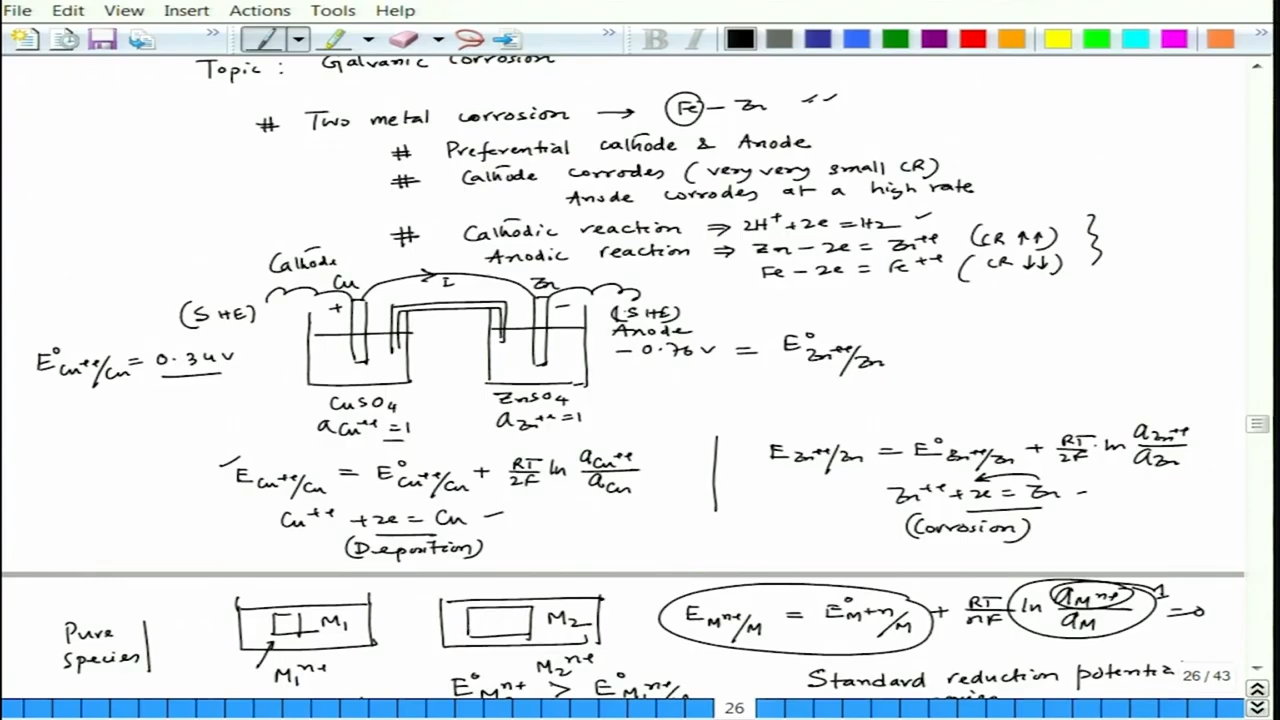 File Edit View Insert Actions Tools Help
Topic : Galvanic corrosion
# Two metal corrosion → Fe – Zn ✓✓
# Preferential cathode & Anode
# Cathode corrodes (very very small CR)
Anode corrodes at a high rate
# Cathodic reaction ⇒ 2H⁺+2e = H2 ✓
Anodic reaction ⇒ Zn – 2e = Zn⁺⁺ (CR ↑↑)
Fe – 2e = Fe⁺⁺ (CR ↓↓)
Cathode
Cu I Zn
(SHE) + – (SHE)
Anode
E°Cu⁺⁺/Cu = 0.34V – 0.76 V = E°Zn⁺⁺/Zn
CuSO4 ZnSO4
aCu⁺⁺ = 1 aZn⁺⁺ = 1
✓ECu⁺⁺/Cu = E°Cu⁺⁺/Cu + RT/2F ln aCu⁺⁺/aCu
Cu⁺⁺ + 2e = Cu –
(Deposition)
EZn⁺⁺/Zn = E°Zn⁺⁺/Zn + RT/2F ln aZn⁺⁺/aZn
Zn⁺⁺ + 2e = Zn –
(Corrosion)
Pure species
M1
M1ⁿ⁺
M2
M2ⁿ⁺
EMⁿ⁺/M = E°M⁺ⁿ/M + RT/nF ln aMⁿ⁺/aM 1 = 0
Standard reduction potentia
26 / 43
26